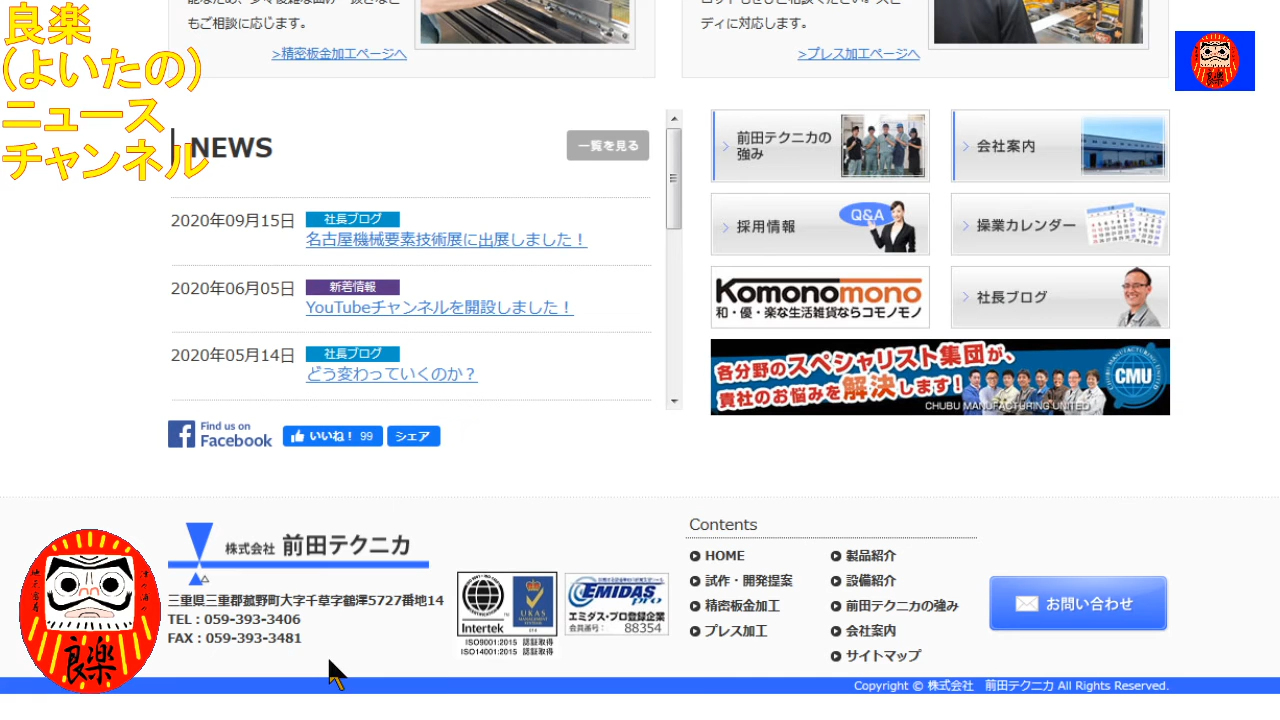 良楽
(よいたの)
ニュース
チャンネル
もご相談に応じます。
>精密板金加工ページへ
ディに対応します。
>プレス加工ページへ
良楽
NEWS
一覧を見る
2020年09月15日 社長ブログ
名古屋機械要素技術展に出展しました！
2020年06月05日 新着情報
YouTubeチャンネルを開設しました！
2020年05月14日 社長ブログ
どう変わっていくのか？
前田テクニカの
強み
会社案内
採用情報
Q&A
操業カレンダー
Komonomono
和・優・楽な生活雑貨ならコモノモノ
社長ブログ
各分野のスペシャリスト集団が、
貴社のお悩みを解決します！
CHUBU MANUFACTURING UNITED
CMU
Find us on
Facebook
いいね！ 99
シェア
株式会社 前田テクニカ
三重県三重郡菰野町大字千草字鶴澤5727番地14
TEL：059-393-3406
FAX：059-393-3481
良楽
Intertek
UKAS
MANAGEMENT
SYSTEMS
ISO9001:2015 認証取得
ISO14001:2015 認証取得
EMIDAS
pro
エミダス・プロ登録企業
会員番号： 88354
Contents
HOME
試作・開発提案
精密板金加工
プレス加工
製品紹介
設備紹介
前田テクニカの強み
会社案内
サイトマップ
お問い合わせ
Copyright © 株式会社　前田テクニカ All Rights Reserved.